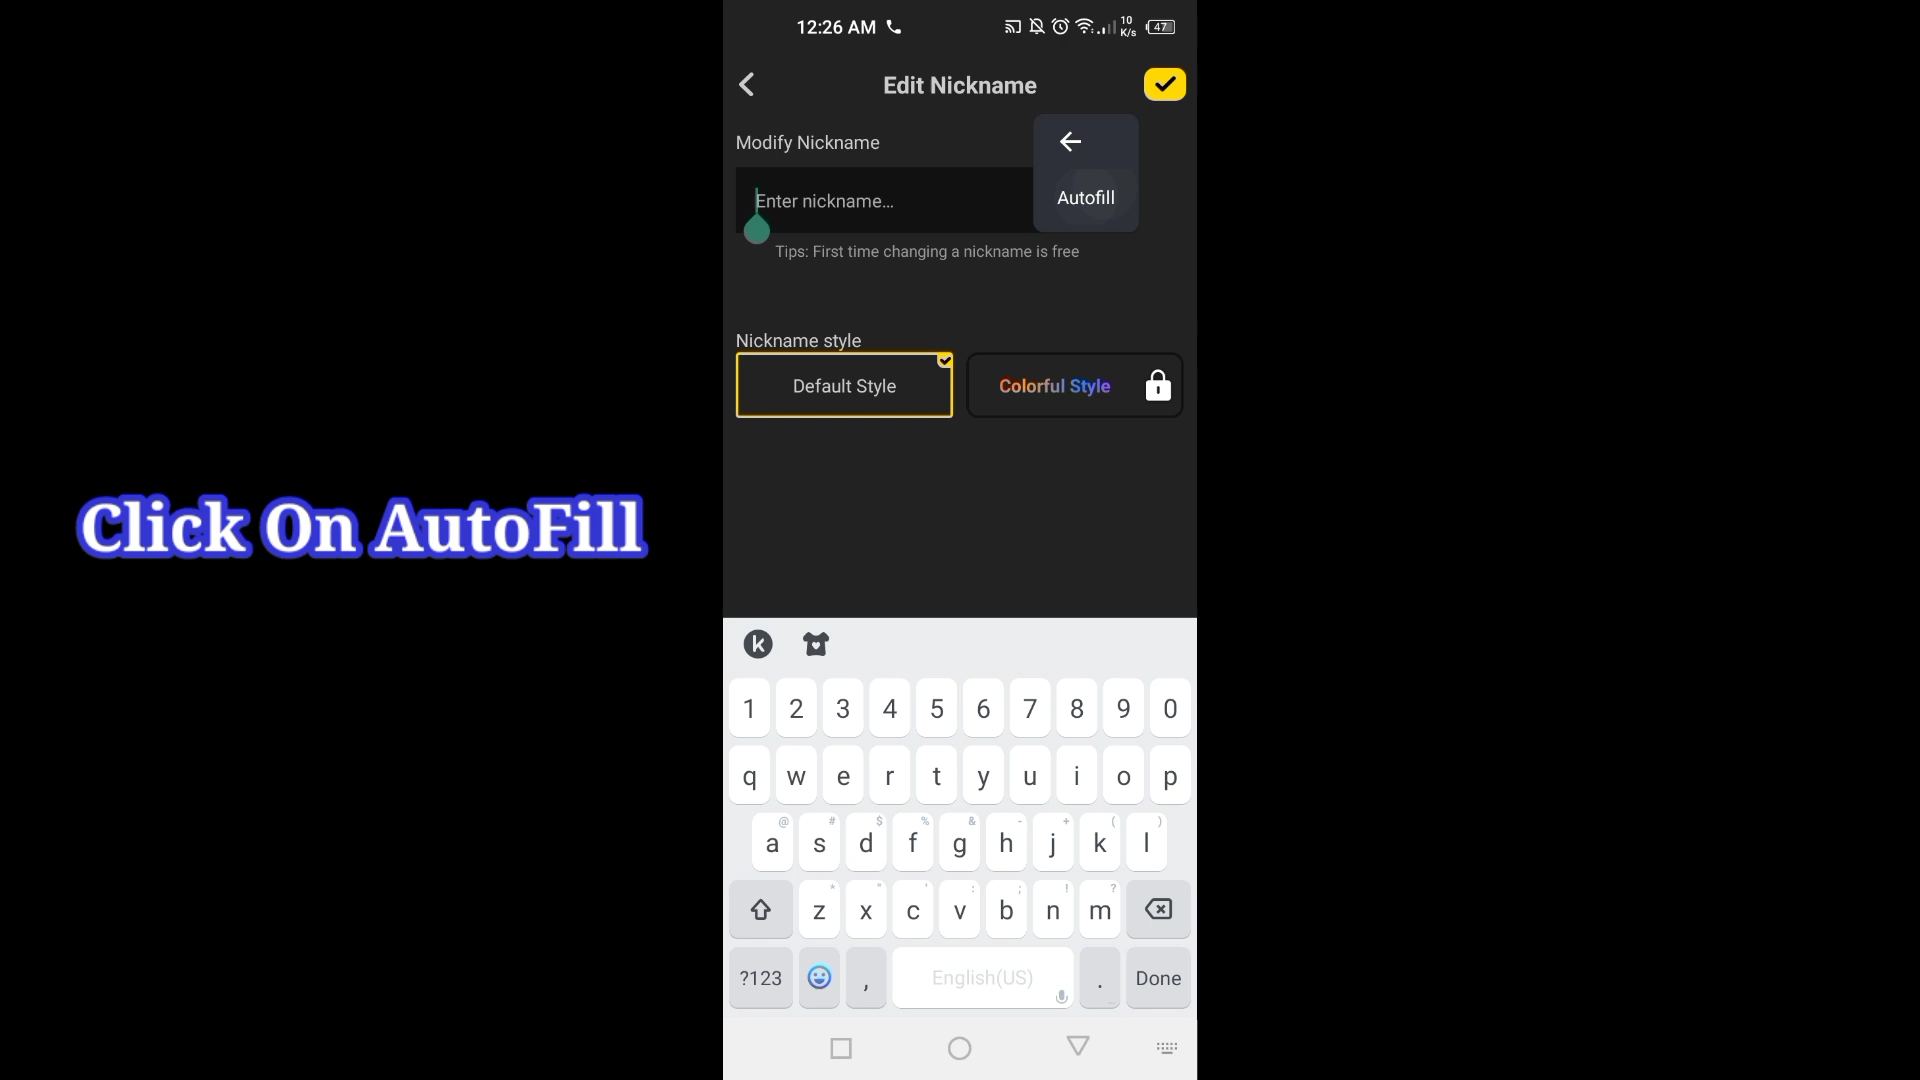 12:26 AM
10
K/s
47
Edit Nickname
Modify Nickname
Autofill
Enter nickname...
Tips: First time changing a nickname is free
Nickname style
Default Style
Colorful Style
Click On AutoFill
k
1 2 3 4 5 6 7 8 9 0
q w e r t y u i o p
@ # $ % & - + ( )
a s d f g h j k l
* " ' : ; ! ?
z x c v b n m
?123 , English(US) . Done